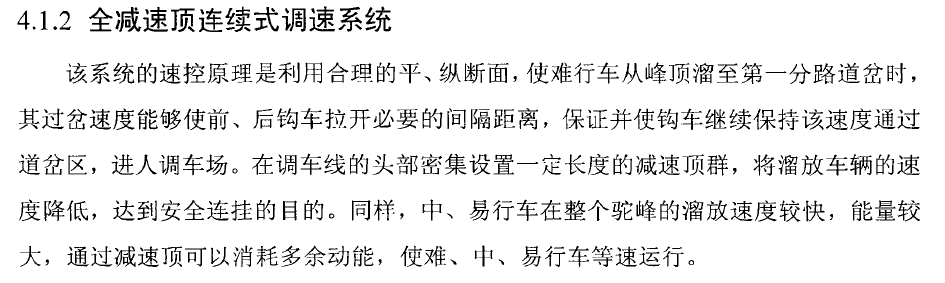 4.1.2 全减速顶连续式调速系统
该系统的速控原理是利用合理的平、纵断面，使难行车从峰顶溜至第一分路道岔时，
其过岔速度能够使前、后钩车拉开必要的间隔距离，保证并使钩车继续保持该速度通过
道岔区，进人调车场。在调车线的头部密集设置一定长度的减速顶群，将溜放车辆的速
度降低，达到安全连挂的目的。同样，中、易行车在整个驼峰的溜放速度较快，能量较
大，通过减速顶可以消耗多余动能，使难、中、易行车等速运行。